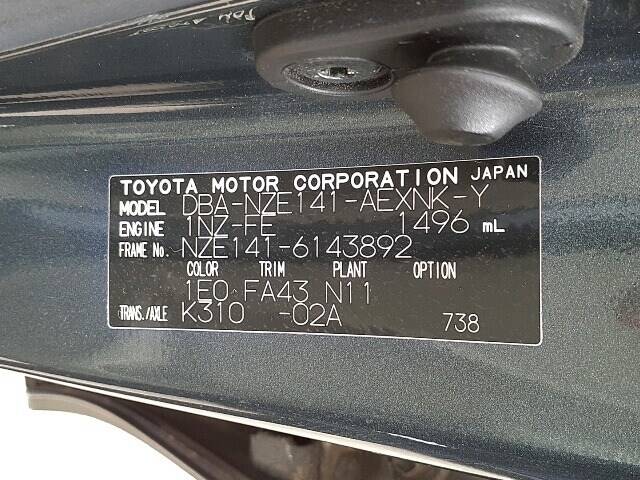 TOYOTA MOTOR CORPORATION JAPAN
MODEL DBA-NZE141-AEXNK-Y
ENGINE 1NZ-FE 1496 mL
FRAME No. NZE141-6143892
COLOR TRIM PLANT OPTION
1E0 FA43 N11
TRANS./AXLE K310 -02A 738